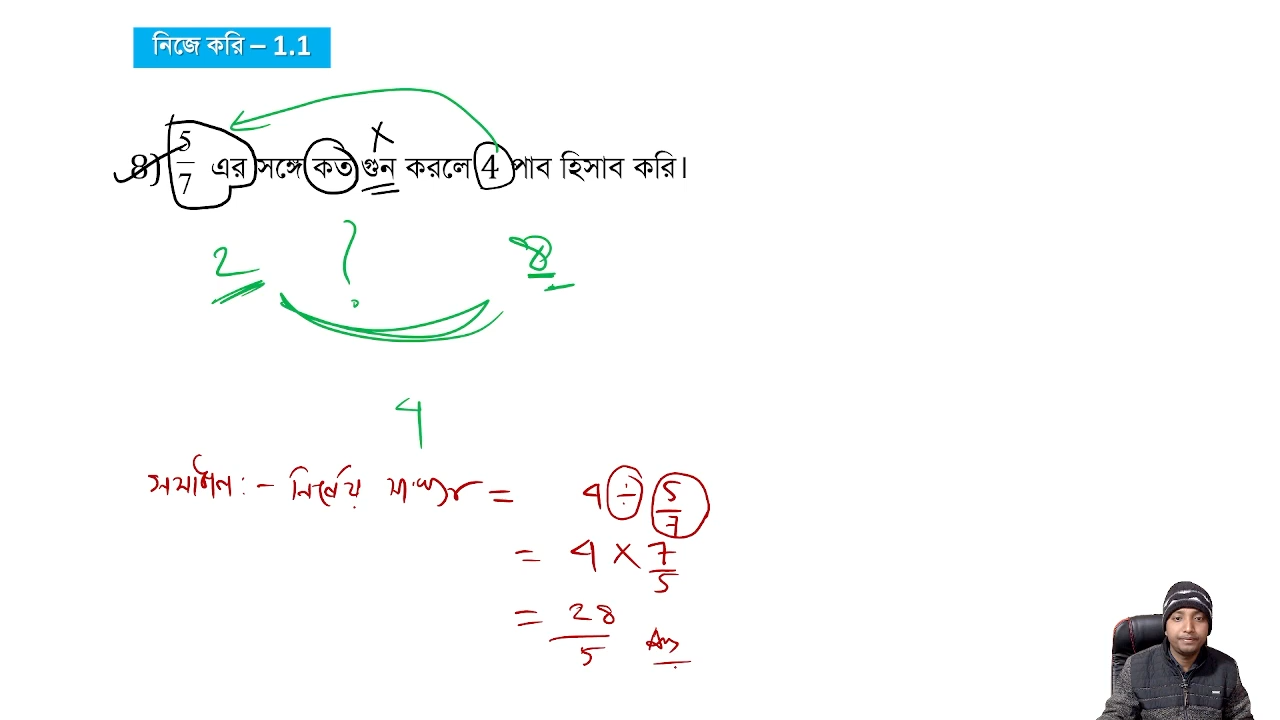 নিজে করি – 1.1
8) 5/7 এর সঙ্গে কত গুন করলে 4 পাব হিসাব করি।
×
2 ? 8
4
সমাধান :- নির্ণেয় = 4 ÷ 5/7
= 4 × 7/5
= 28/5 Ans